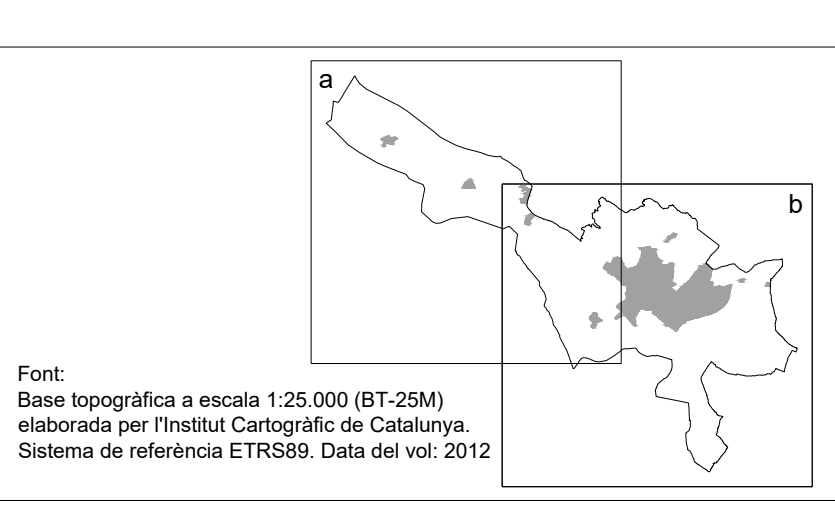 a
b
Font:
Base topogràfica a escala 1:25.000 (BT-25M)
elaborada per l'Institut Cartogràfic de Catalunya.
Sistema de referència ETRS89. Data del vol: 2012